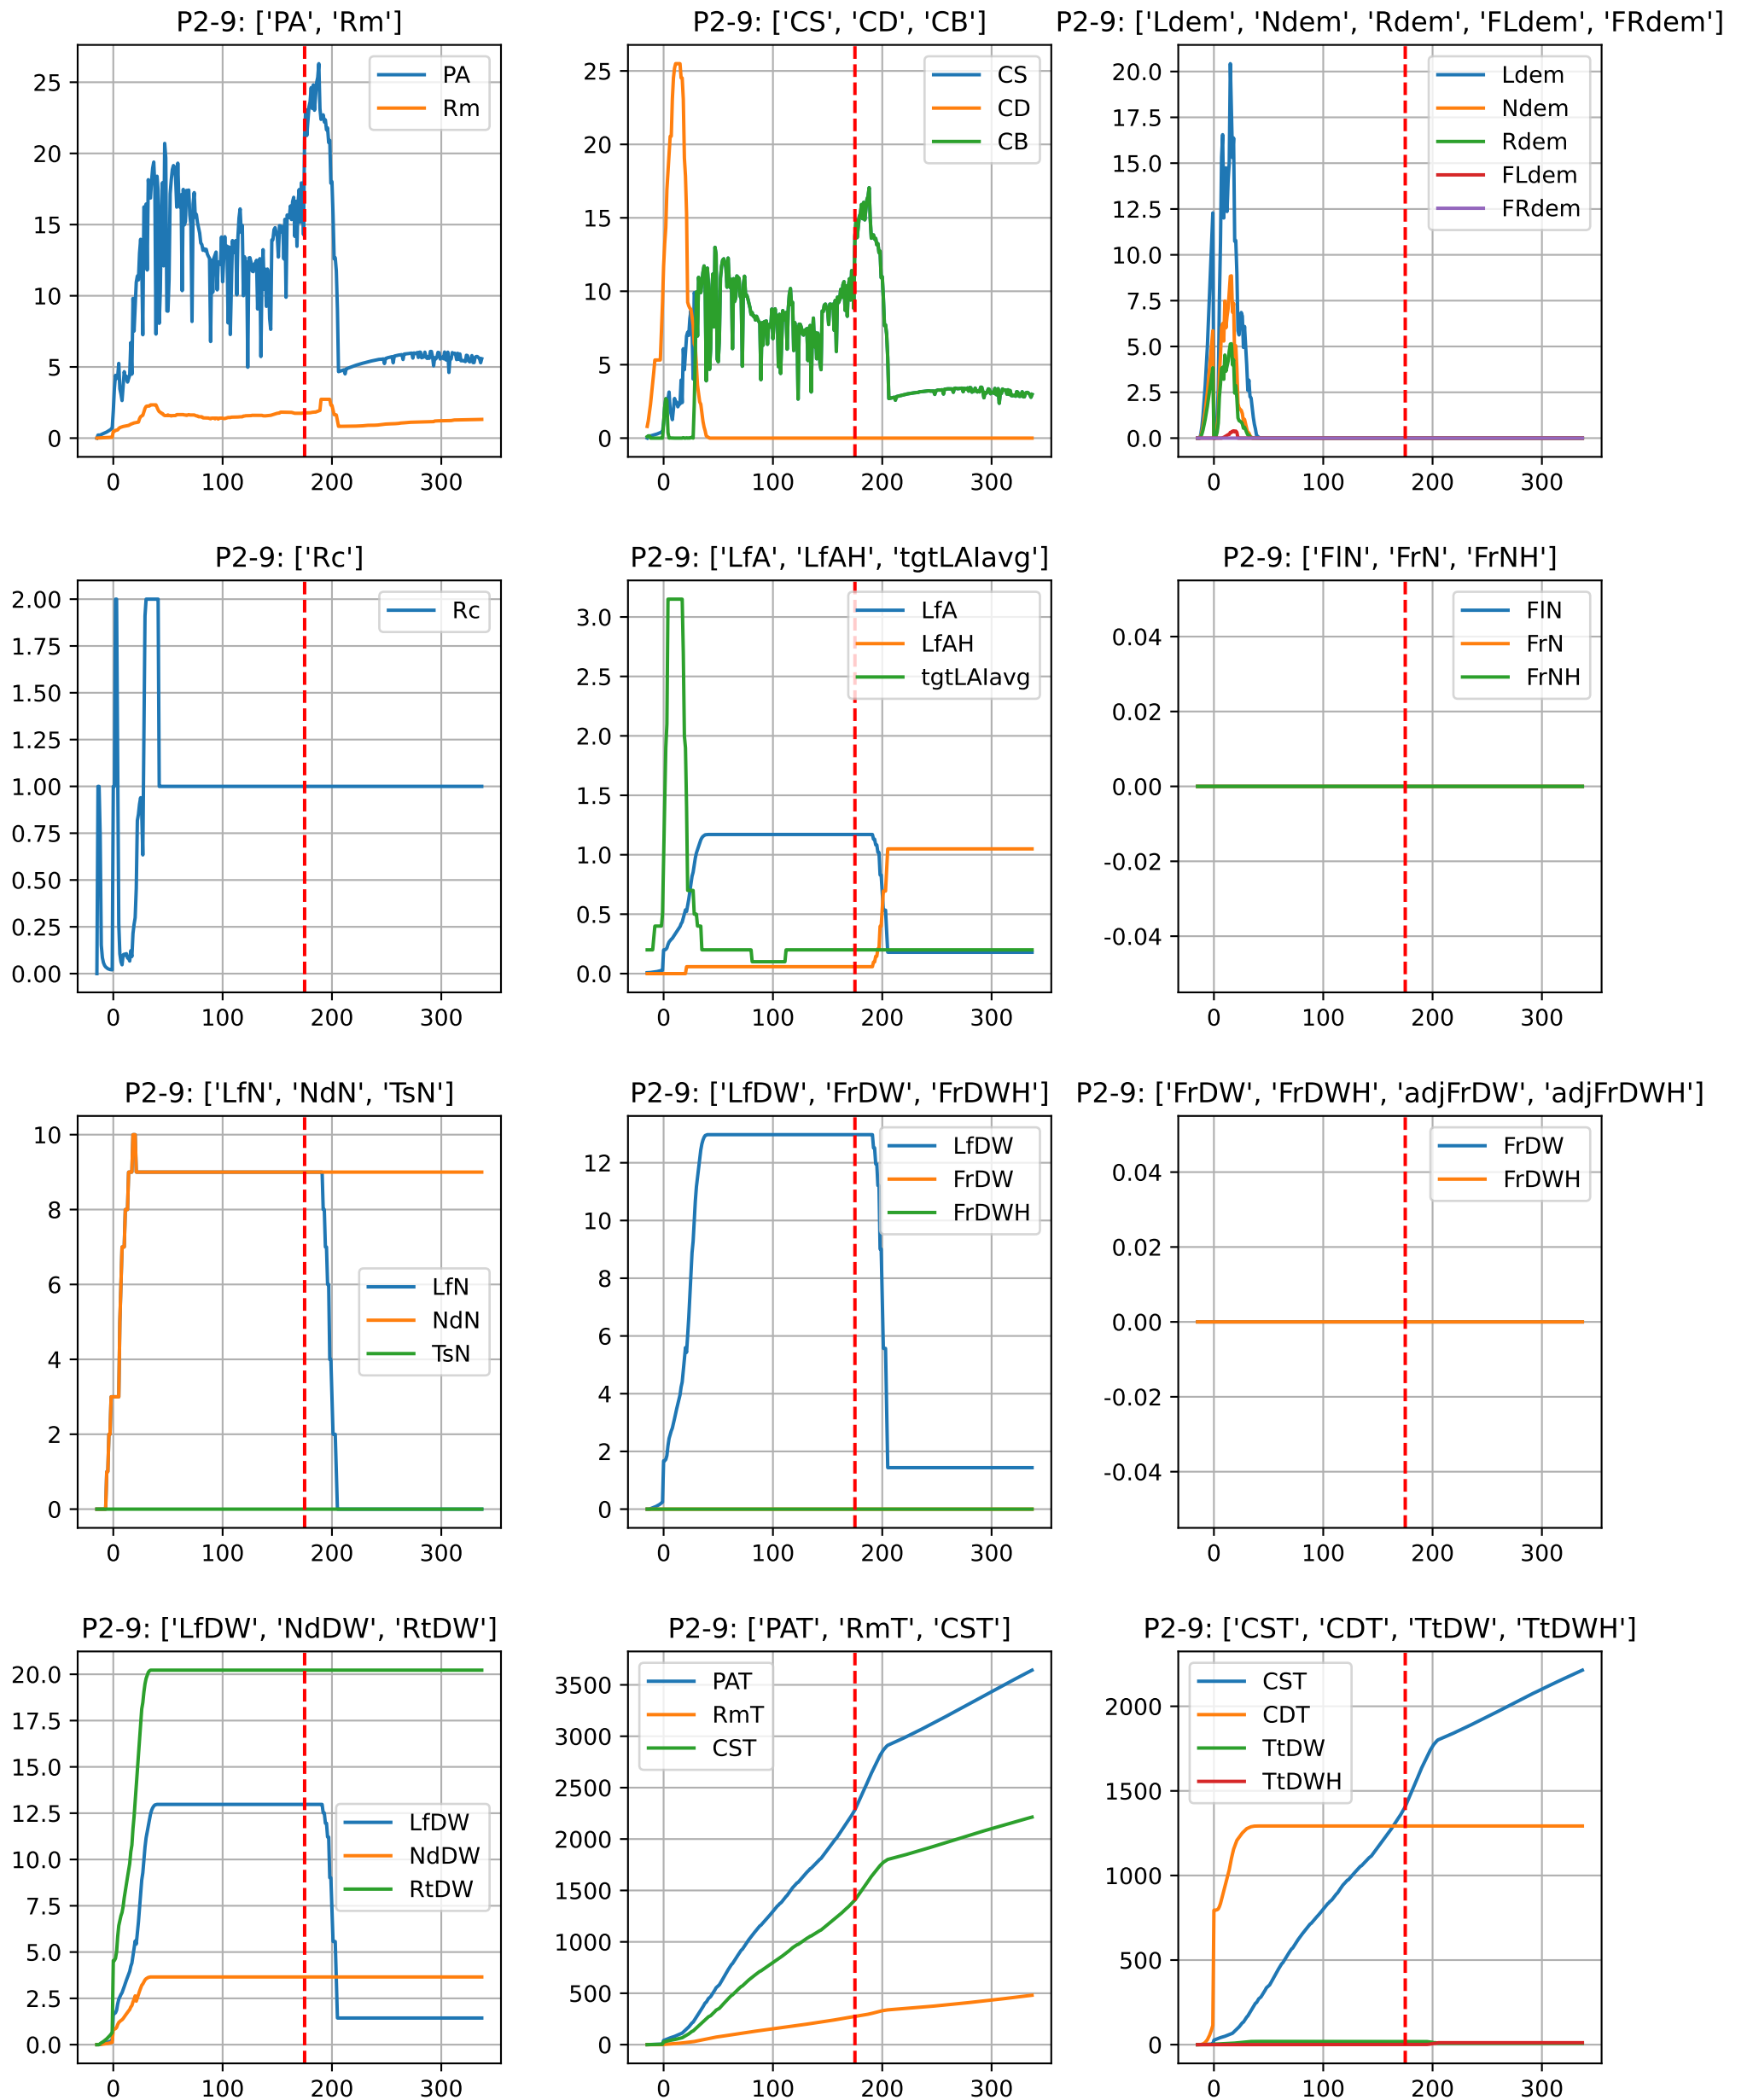 P2-9: ['PA', 'Rm']
PA
Rm
25
20
15
10
5
0
0 100 200 300
P2-9: ['CS', 'CD', 'CB']
CS
CD
CB
25
20
15
10
5
0
0 100 200 300
P2-9: ['Ldem', 'Ndem', 'Rdem', 'FLdem', 'FRdem']
Ldem
Ndem
Rdem
FLdem
FRdem
20.0
17.5
15.0
12.5
10.0
7.5
5.0
2.5
0.0
0 100 200 300
P2-9: ['Rc']
Rc
2.00
1.75
1.50
1.25
1.00
0.75
0.50
0.25
0.00
0 100 200 300
P2-9: ['LfA', 'LfAH', 'tgtLAIavg']
LfA
LfAH
tgtLAIavg
3.0
2.5
2.0
1.5
1.0
0.5
0.0
0 100 200 300
P2-9: ['FlN', 'FrN', 'FrNH']
FlN
FrN
FrNH
0.04
0.02
0.00
-0.02
-0.04
0 100 200 300
P2-9: ['LfN', 'NdN', 'TsN']
LfN
NdN
TsN
10
8
6
4
2
0
0 100 200 300
P2-9: ['LfDW', 'FrDW', 'FrDWH']
LfDW
FrDW
FrDWH
12
10
8
6
4
2
0
0 100 200 300
P2-9: ['FrDW', 'FrDWH', 'adjFrDW', 'adjFrDWH']
FrDW
FrDWH
0.04
0.02
0.00
-0.02
-0.04
0 100 200 300
P2-9: ['LfDW', 'NdDW', 'RtDW']
LfDW
NdDW
RtDW
20.0
17.5
15.0
12.5
10.0
7.5
5.0
2.5
0.0
0 100 200 300
P2-9: ['PAT', 'RmT', 'CST']
PAT
RmT
CST
3500
3000
2500
2000
1500
1000
500
0
0 100 200 300
P2-9: ['CST', 'CDT', 'TtDW', 'TtDWH']
CST
CDT
TtDW
TtDWH
2000
1500
1000
500
0
0 100 200 300